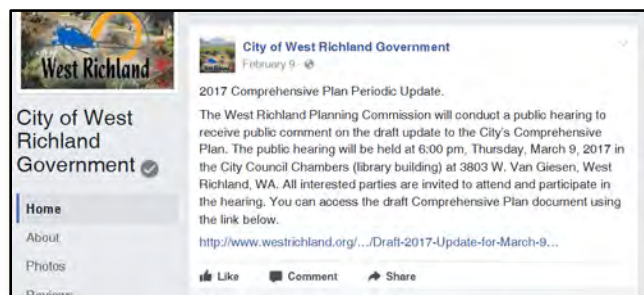 West Richland
City of West
Richland
Government
Home
About
Photos
Reviews
City of West Richland Government
February 9 ·
2017 Comprehensive Plan Periodic Update.
The West Richland Planning Commission will conduct a public hearing to
receive public comment on the draft update to the City's Comprehensive
Plan. The public hearing will be held at 6:00 pm, Thursday, March 9, 2017 in
the City Council Chambers (library building) at 3803 W. Van Giesen, West
Richland, WA. All interested parties are invited to attend and participate in
the hearing. You can access the draft Comprehensive Plan document using
the link below.
http://www.westrichland.org/.../Draft-2017-Update-for-March-9...
Like Comment Share